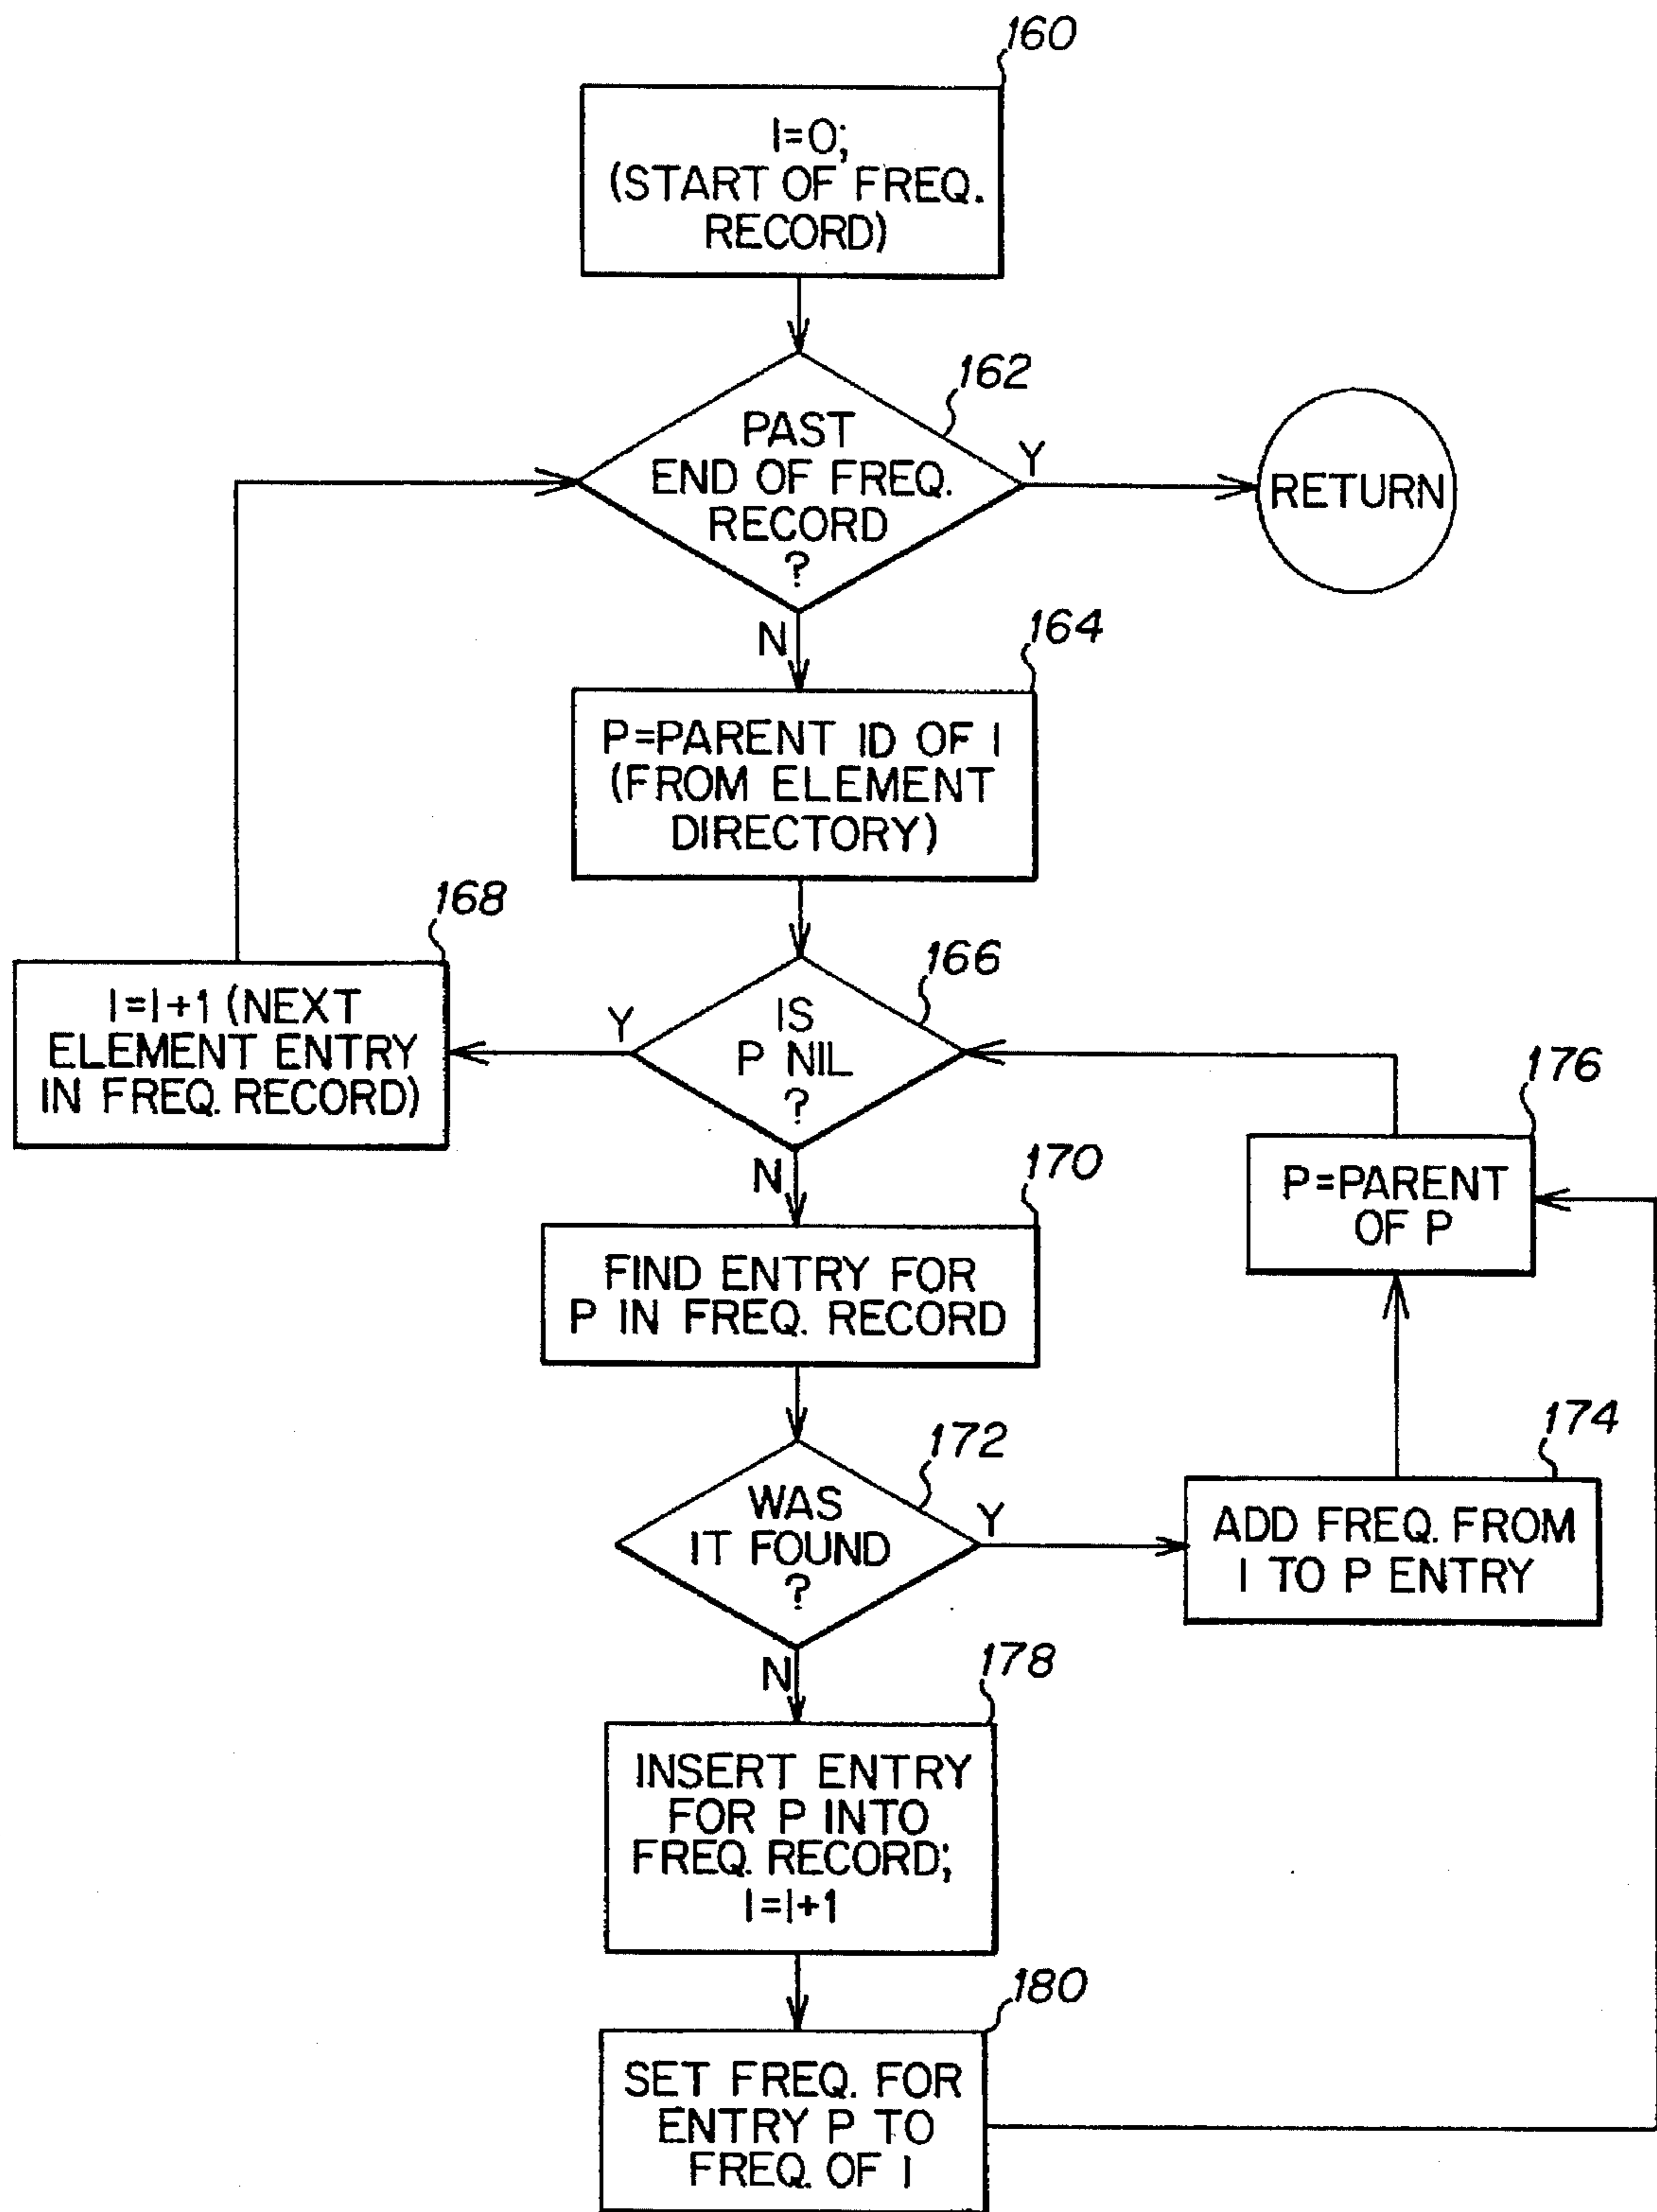 160
I=0;
(START OF FREQ.
RECORD)
162
PAST
END OF FREQ.
RECORD
?
Y
RETURN
N
164
P=PARENT ID OF I
(FROM ELEMENT
DIRECTORY)
168
I=I+1 (NEXT
ELEMENT ENTRY
IN FREQ. RECORD)
166
Y
IS
P NIL
?
N
176
P=PARENT
OF P
170
FIND ENTRY FOR
P IN FREQ. RECORD
172
WAS
IT FOUND
?
Y
N
174
ADD FREQ. FROM
I TO P ENTRY
178
INSERT ENTRY
FOR P INTO
FREQ. RECORD;
I=I+1
180
SET FREQ. FOR
ENTRY P TO
FREQ. OF I